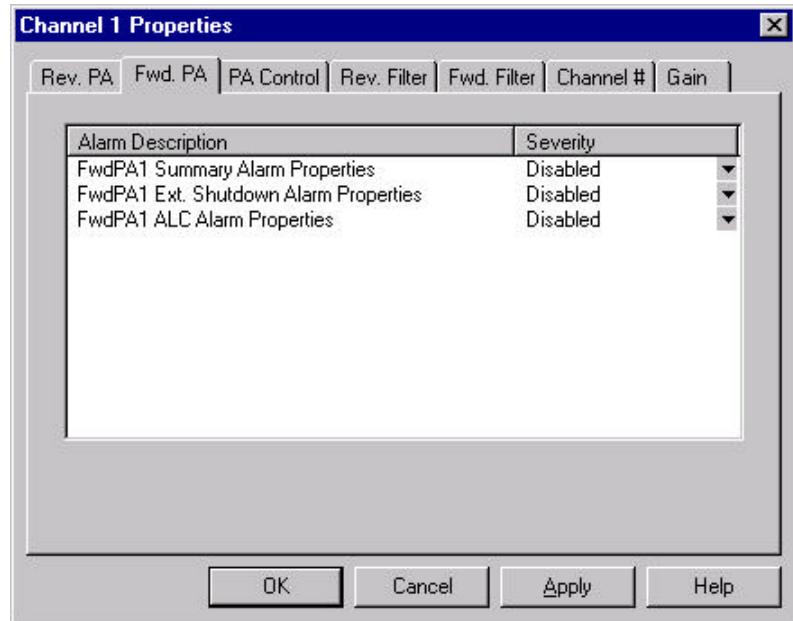 Channel 1 Properties
Rev. PA Fwd. PA PA Control Rev. Filter Fwd. Filter Channel # Gain
Alarm Description Severity
FwdPA1 Summary Alarm Properties Disabled
FwdPA1 Ext. Shutdown Alarm Properties Disabled
FwdPA1 ALC Alarm Properties Disabled
OK Cancel Apply Help